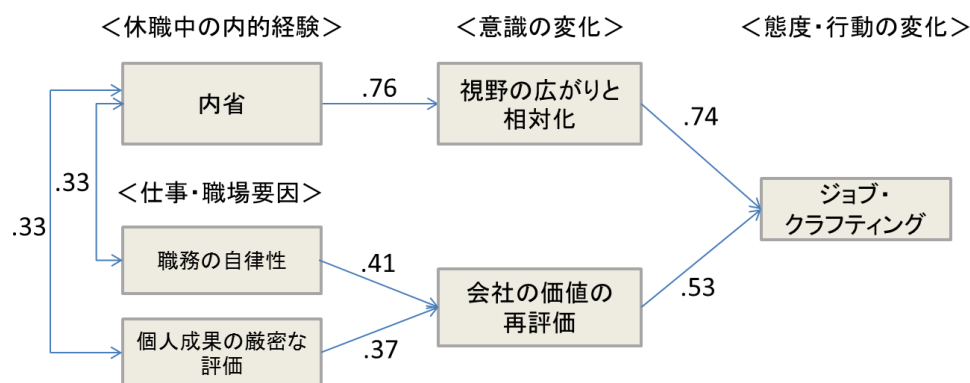 ＜休職中の内的経験＞
＜意識の変化＞
＜態度・行動の変化＞
内省
.76
視野の広がりと
相対化
.74
.33
.33
＜仕事・職場要因＞
ジョブ・
クラフティング
職務の自律性
.41
会社の価値の
再評価
.53
個人成果の厳密な
評価
.37